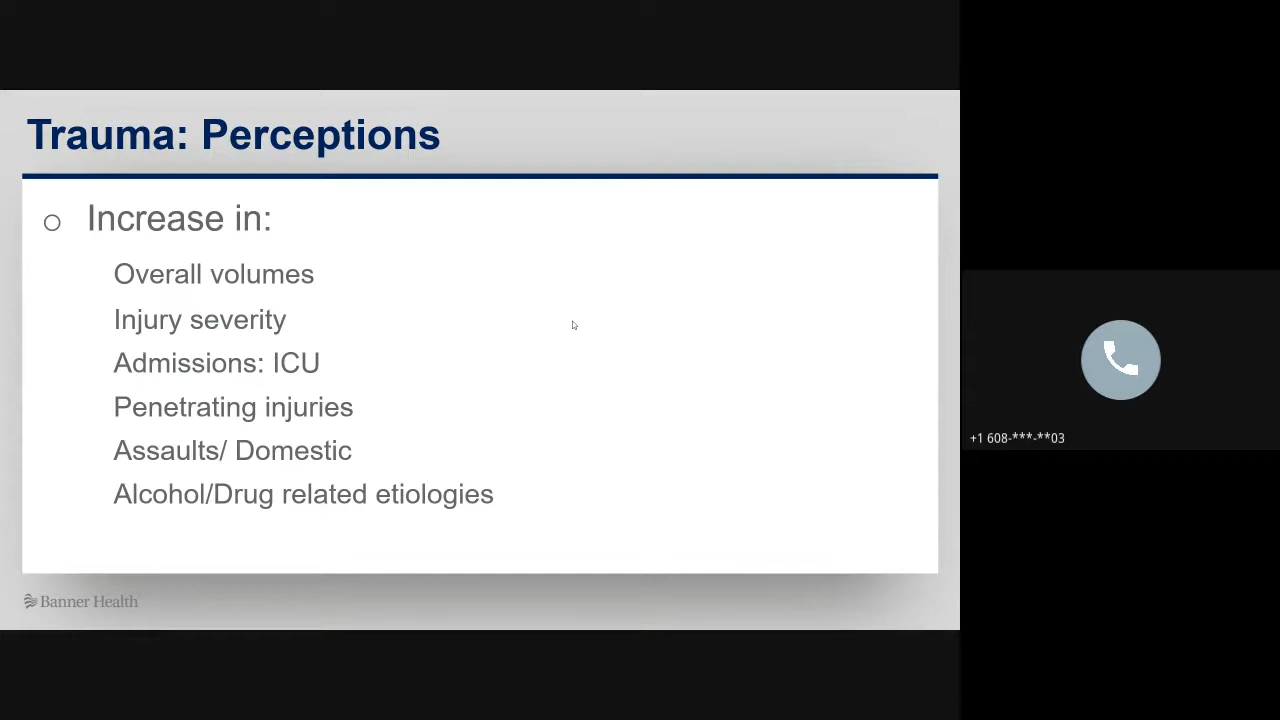 Trauma: Perceptions
o Increase in:
Overall volumes
Injury severity
Admissions: ICU
Penetrating injuries
Assaults/ Domestic
Alcohol/Drug related etiologies
Banner Health
+1 608-***-**03